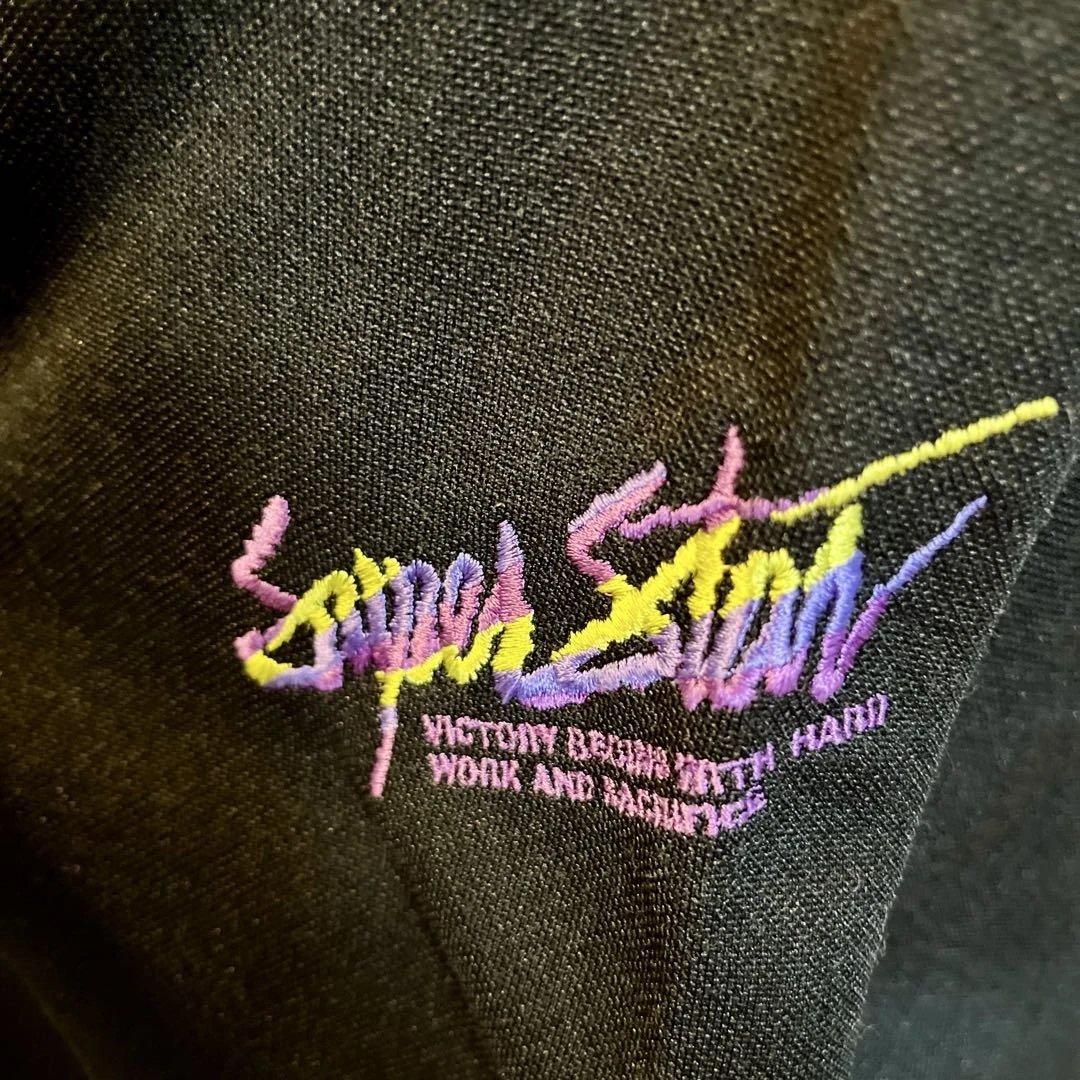 Super Star
VICTORY BEGINS WITH HARD
WORK AND SACRIFICE